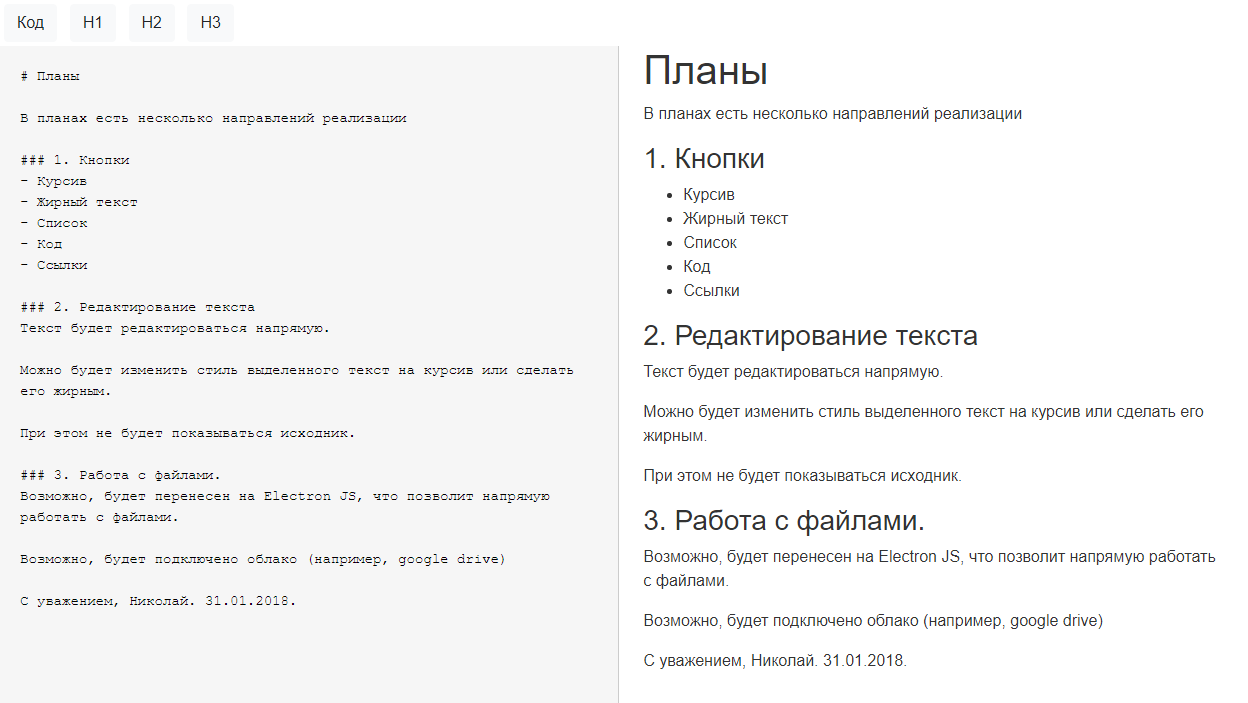 Код H1 H2 H3
# Планы
В планах есть несколько направлений реализации
### 1. Кнопки
- Курсив
- Жирный текст
- Список
- Код
- Ссылки
### 2. Редактирование текста
Текст будет редактироваться напрямую.
Можно будет изменить стиль выделенного текст на курсив или сделать
его жирным.
При этом не будет показываться исходник.
### 3. Работа с файлами.
Возможно, будет перенесен на Electron JS, что позволит напрямую
работать с файлами.
Возможно, будет подключено облако (например, google drive)
С уважением, Николай. 31.01.2018.
Планы
В планах есть несколько направлений реализации
1. Кнопки
• Курсив
• Жирный текст
• Список
• Код
• Ссылки
2. Редактирование текста
Текст будет редактироваться напрямую.
Можно будет изменить стиль выделенного текст на курсив или сделать его
жирным.
При этом не будет показываться исходник.
3. Работа с файлами.
Возможно, будет перенесен на Electron JS, что позволит напрямую работать
с файлами.
Возможно, будет подключено облако (например, google drive)
С уважением, Николай. 31.01.2018.